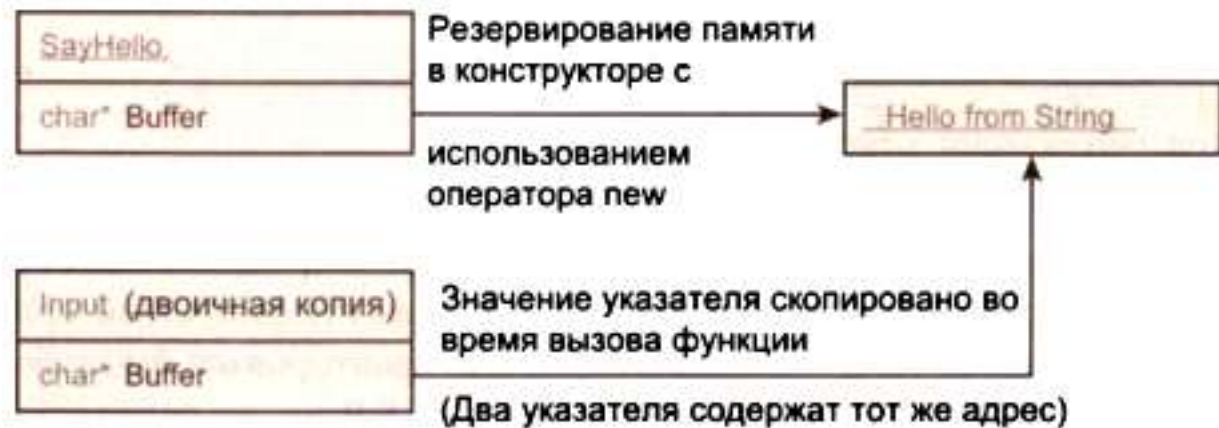 SayHello.
char* Buffer
Резервирование памяти
в конструкторе с
использованием
оператора new
Hello from String
Input (двоичная копия)
char* Buffer
Значение указателя скопировано во
время вызова функции
(Два указателя содержат тот же адрес)